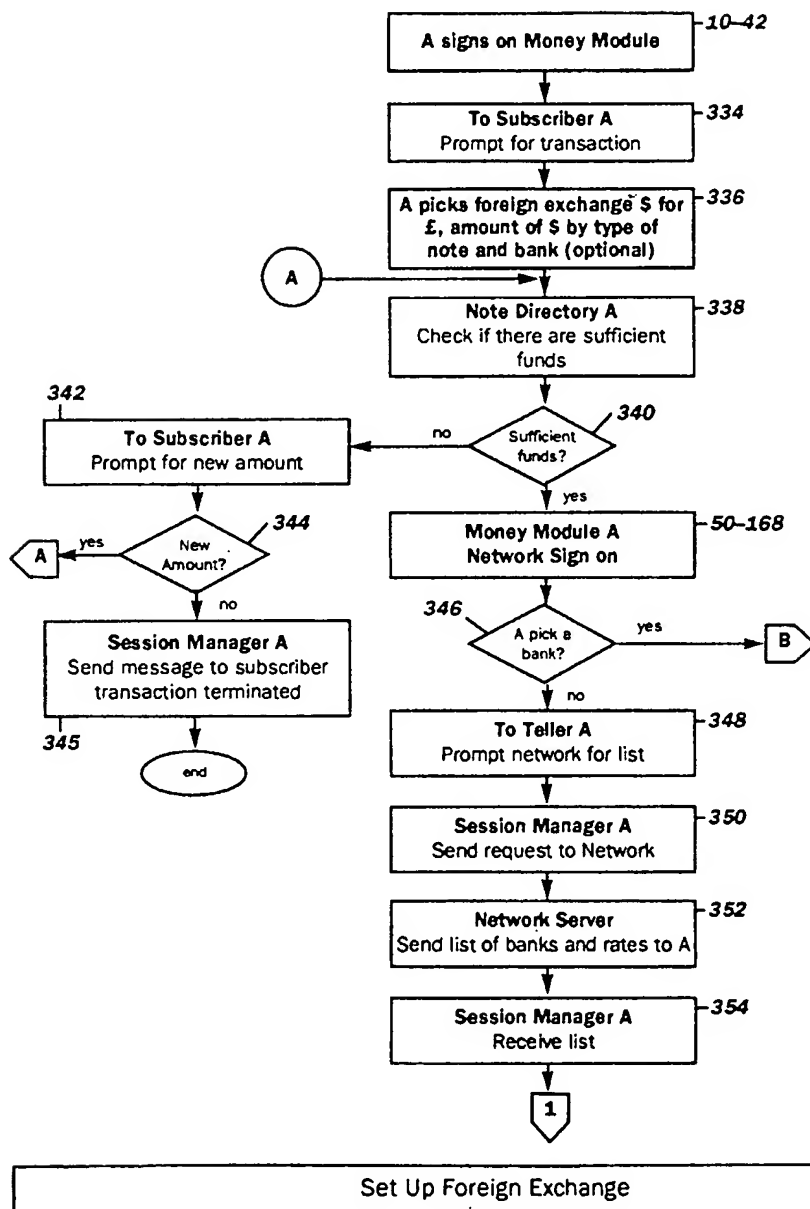 10-42
A signs on Money Module
334
To Subscriber A
Prompt for transaction
336
A picks foreign exchange $ for
£, amount of $ by type of
note and bank (optional)
A
338
Note Directory A
Check if there are sufficient
funds
342
340
To Subscriber A
Prompt for new amount
no
Sufficient
funds?
yes
344
50-168
yes
A
New
Amount?
Money Module A
Network Sign on
no
346
A pick a
bank?
yes
B
Session Manager A
Send message to subscriber
transaction terminated
345
no
348
To Teller A
Prompt network for list
end
350
Session Manager A
Send request to Network
352
Network Server
Send list of banks and rates to A
354
Session Manager A
Receive list
1
Set Up Foreign Exchange